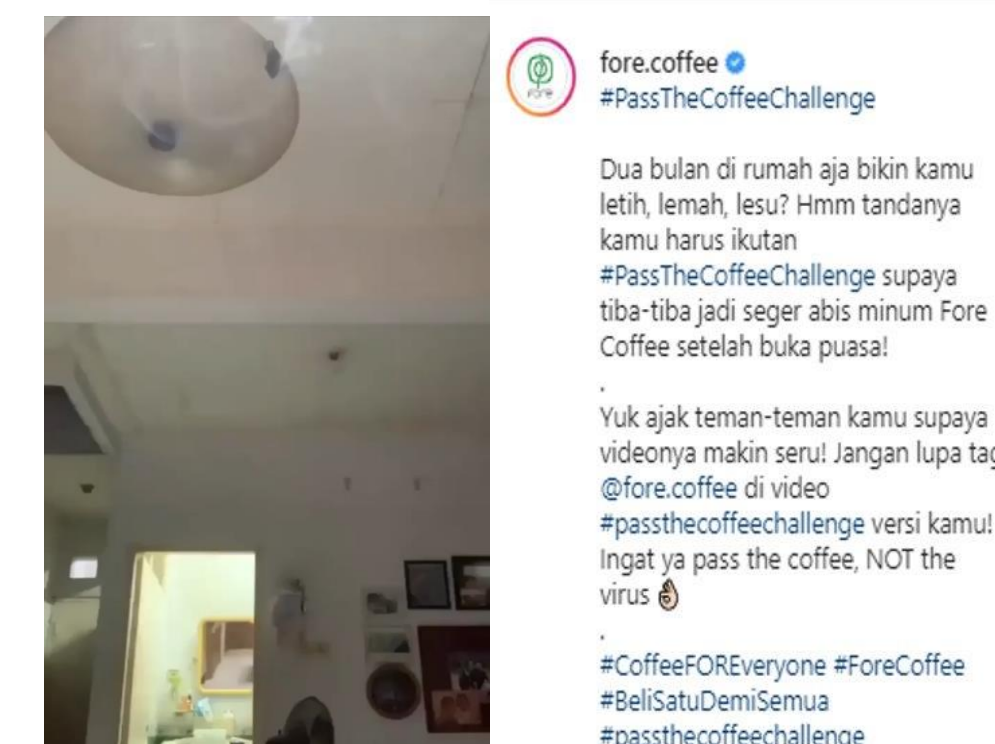 fore.coffee
#PassTheCoffeeChallenge
FORE
Dua bulan di rumah aja bikin kamu
letih, lemah, lesu? Hmm tandanya
kamu harus ikutan
#PassTheCoffeeChallenge supaya
tiba-tiba jadi seger abis minum Fore
Coffee setelah buka puasa!
.
Yuk ajak teman-teman kamu supaya
videonya makin seru! Jangan lupa tag
@fore.coffee di video
#passthecoffeechallenge versi kamu!
Ingat ya pass the coffee, NOT the
virus 👌🏼
.
#CoffeeFOREveryone #ForeCoffee
#BeliSatuDemiSemua
#passthecoffeechallenge